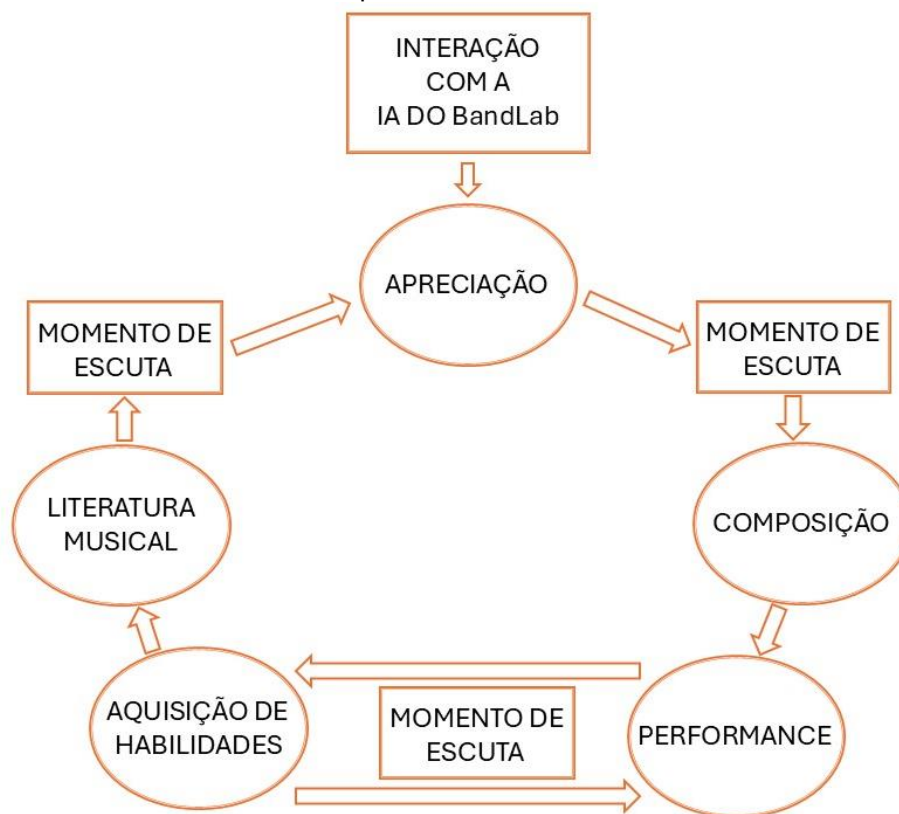 INTERAÇÃO
COM A
IA DO BandLab
APRECIAÇÃO
MOMENTO DE
ESCUTA
MOMENTO DE
ESCUTA
LITERATURA
MUSICAL
COMPOSIÇÃO
AQUISIÇÃO DE
HABILIDADES
MOMENTO DE
ESCUTA
PERFORMANCE